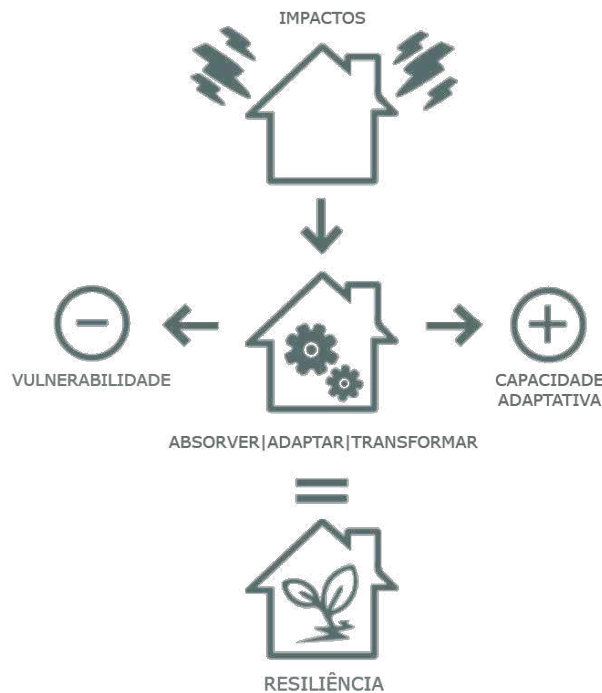 IMPACTOS
VULNERABILIDADE
CAPACIDADE
ADAPTATIVA
ABSORVER|ADAPTAR|TRANSFORMAR
RESILIÊNCIA